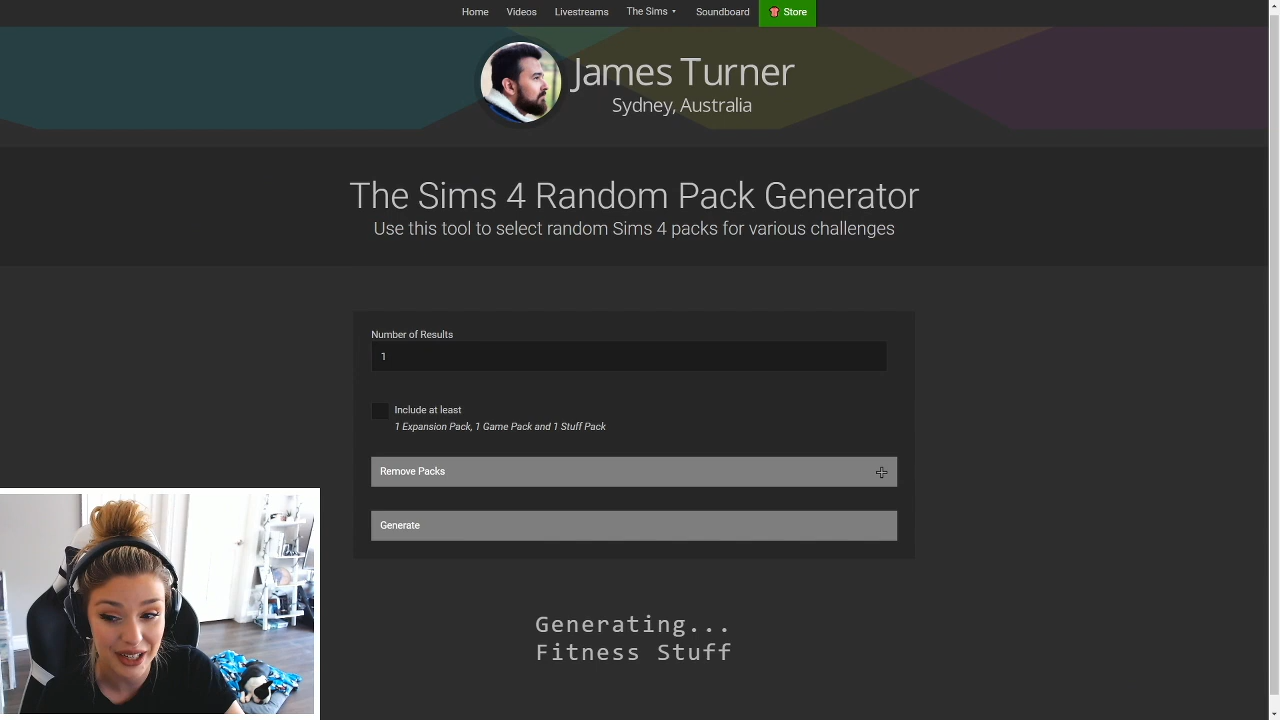 Home Videos Livestreams The Sims Soundboard Store
James Turner
Sydney, Australia
The Sims 4 Random Pack Generator
Use this tool to select random Sims 4 packs for various challenges
Number of Results
1
Include at least
1 Expansion Pack, 1 Game Pack and 1 Stuff Pack
Remove Packs
Generate
Generating...
Fitness Stuff